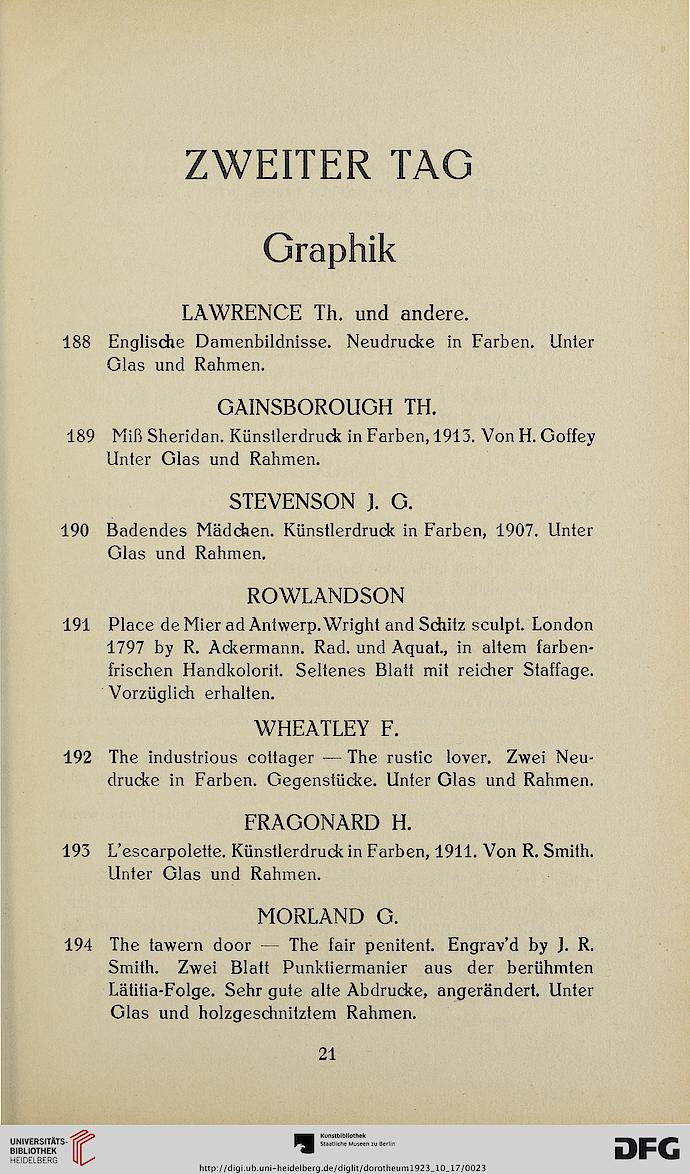 ZWEITER TAG
Graphik
LAWRENCE Th. und andere.
188 Englische Damenbildnisse. Neudrucke in Farben. Unter
Glas und Rahmen.
GAINSBOROUGH TH.
189 Miß Sheridan. Künstlerdruck in Farben, 1913. Von H. Goffey
Unter Glas und Rahmen.
STEVENSON J. G.
190 Badendes Mädchen. Künstlerdruck in Farben, 1907. Unter
Glas und Rahmen.
ROWLANDSON
191 Place de Mier ad Antwerp. Wright and Schitz sculpt. London
1797 by R. Ackermann. Rad. und Aquat., in altem farben-
frischen Handkolorit. Seltenes Blatt mit reicher Staffage.
Vorzüglich erhalten.
WHEATLEY F.
192 The industrious cottager — The rustic lover. Zwei Neu-
drucke in Farben. Gegenstücke. Unter Glas und Rahmen.
FRAGONARD H.
193 L'escarpolette. Künstlerdruck in Farben, 1911. Von R. Smith.
Unter Glas und Rahmen.
MORLAND G.
194 The tawern door — The fair penitent. Engrav'd by J. R.
Smith. Zwei Blatt Punktiermanier aus der berühmten
Lätitia-Folge. Sehr gute alte Abdrucke, angerändert. Unter
Glas und holzgeschnitztem Rahmen.
21
UNIVERSITÄTS-
BIBLIOTHEK
HEIDELBERG
Kunstbibliothek
Staatliche Museen zu Berlin
DFG
http://digi.ub.uni-heidelberg.de/diglit/dorotheum1923_10_17/0023